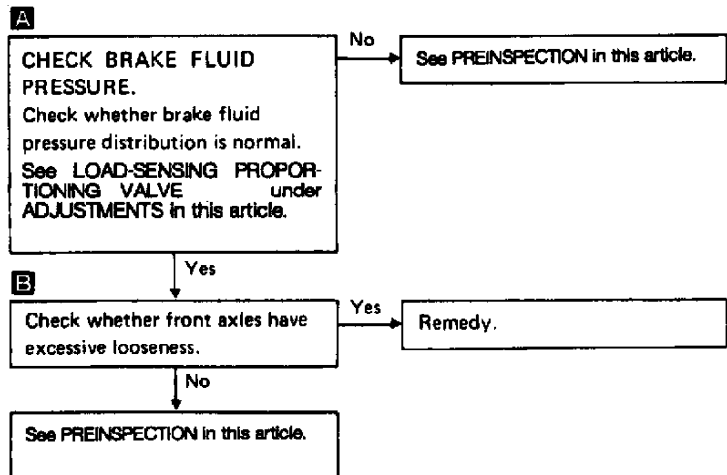 A
CHECK BRAKE FLUID
PRESSURE.
Check whether brake fluid
pressure distribution is normal.
See LOAD-SENSING PROPOR-
TIONING VALVE under
ADJUSTMENTS in this article.
No
See PREINSPECTION in this article.
Yes
B
Check whether front axles have
excessive looseness.
Yes
Remedy.
No
See PREINSPECTION in this article.